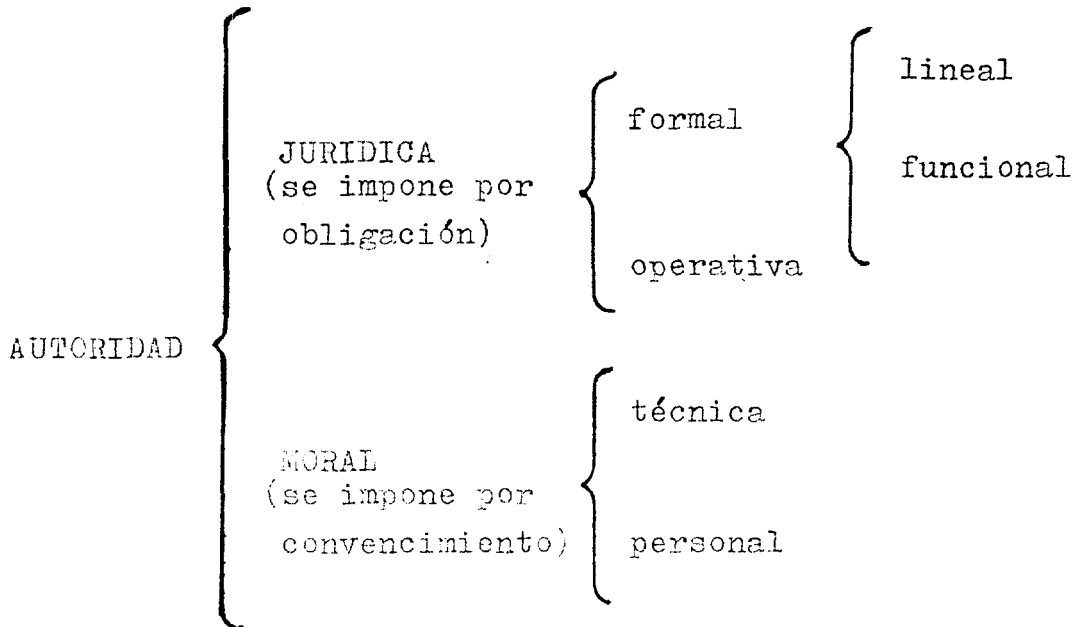 AUTORIDAD
JURIDICA
(se impone por
obligación)
formal
lineal
funcional
operativa
MORAL
(se impone por
convencimiento)
técnica
personal